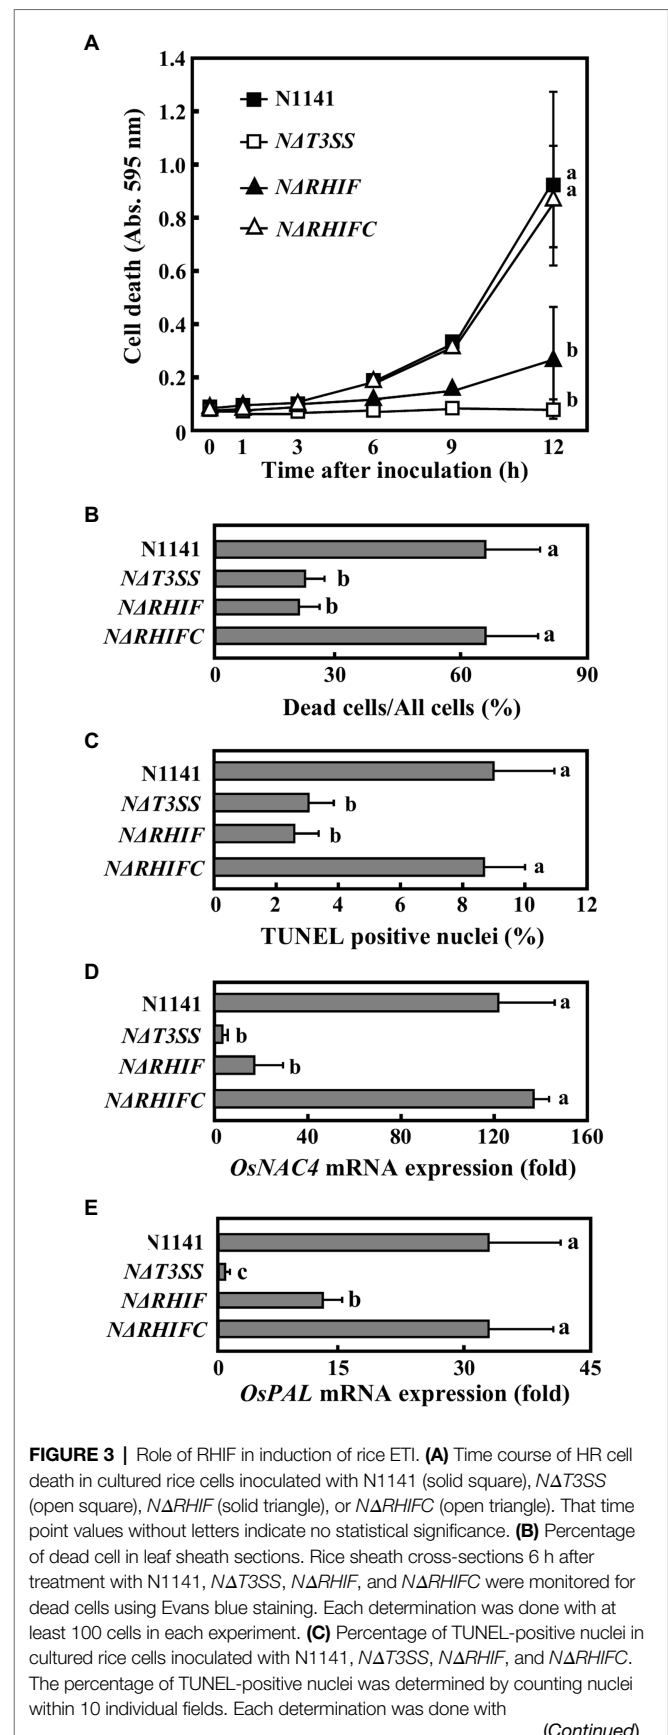 A
1.4
1.2
1.0
0.8
0.6
0.4
0.2
0
Cell death (Abs. 595 nm)
N1141
NΔT3SS
NΔRHIF
NΔRHIFC
a
a
b
b
0 1 3 6 9 12
Time after inoculation (h)
B
N1141 a
NΔT3SS b
NΔRHIF b
NΔRHIFC a
0 30 60 90
Dead cells/All cells (%)
C
N1141 a
NΔT3SS b
NΔRHIF b
NΔRHIFC a
0 2 4 6 8 10 12
TUNEL positive nuclei (%)
D
N1141 a
NΔT3SS b
NΔRHIF b
NΔRHIFC a
0 40 80 120 160
OsNAC4 mRNA expression (fold)
E
N1141 a
NΔT3SS c
NΔRHIF b
NΔRHIFC a
0 15 30 45
OsPAL mRNA expression (fold)
FIGURE 3 | Role of RHIF in induction of rice ETI. (A) Time course of HR cell
death in cultured rice cells inoculated with N1141 (solid square), NΔT3SS
(open square), NΔRHIF (solid triangle), or NΔRHIFC (open triangle). That time
point values without letters indicate no statistical significance. (B) Percentage
of dead cell in leaf sheath sections. Rice sheath cross-sections 6 h after
treatment with N1141, NΔT3SS, NΔRHIF, and NΔRHIFC were monitored for
dead cells using Evans blue staining. Each determination was done with at
least 100 cells in each experiment. (C) Percentage of TUNEL-positive nuclei in
cultured rice cells inoculated with N1141, NΔT3SS, NΔRHIF, and NΔRHIFC.
The percentage of TUNEL-positive nuclei was determined by counting nuclei
within 10 individual fields. Each determination was done with
(Continued)